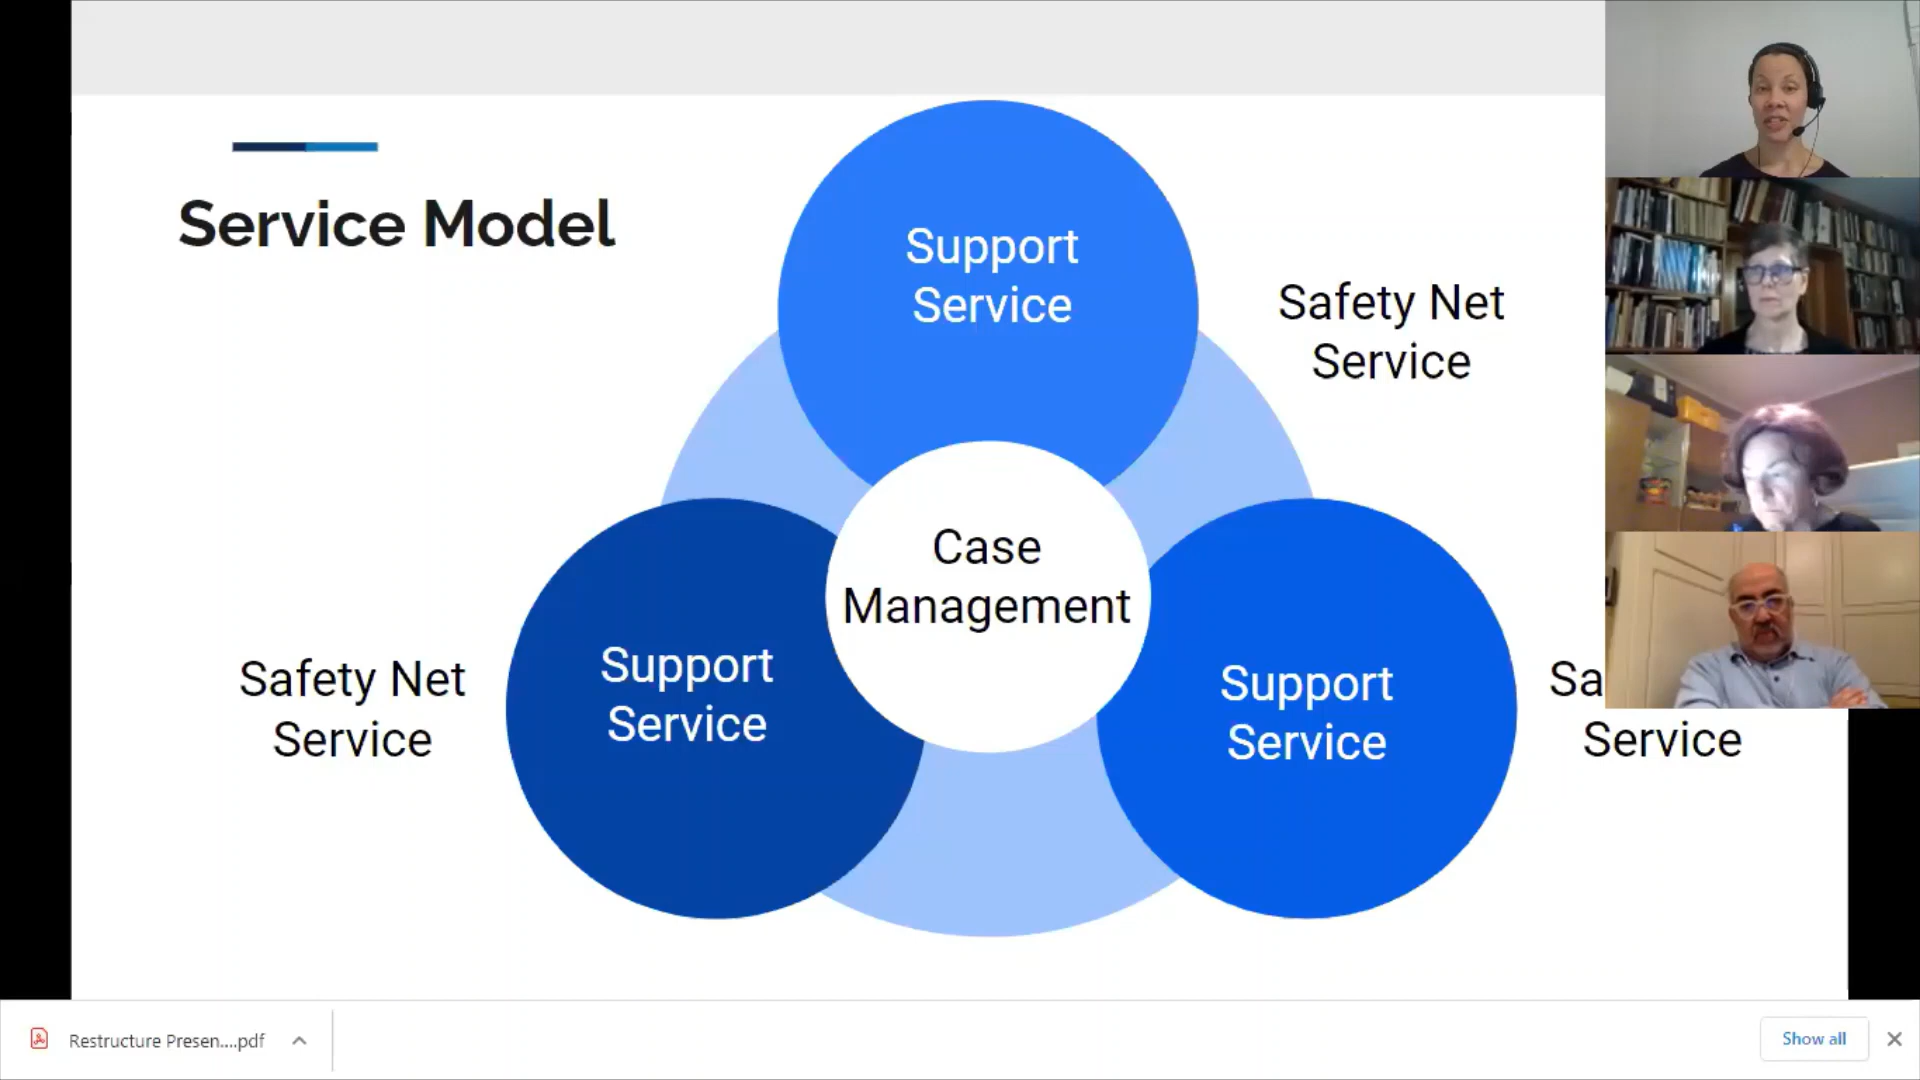 Service Model
Support
Service
Safety Net
Service
Case
Management
Safety Net
Service
Support
Service
Support
Service
Sa
Service
Restructure Presen....pdf
Show all